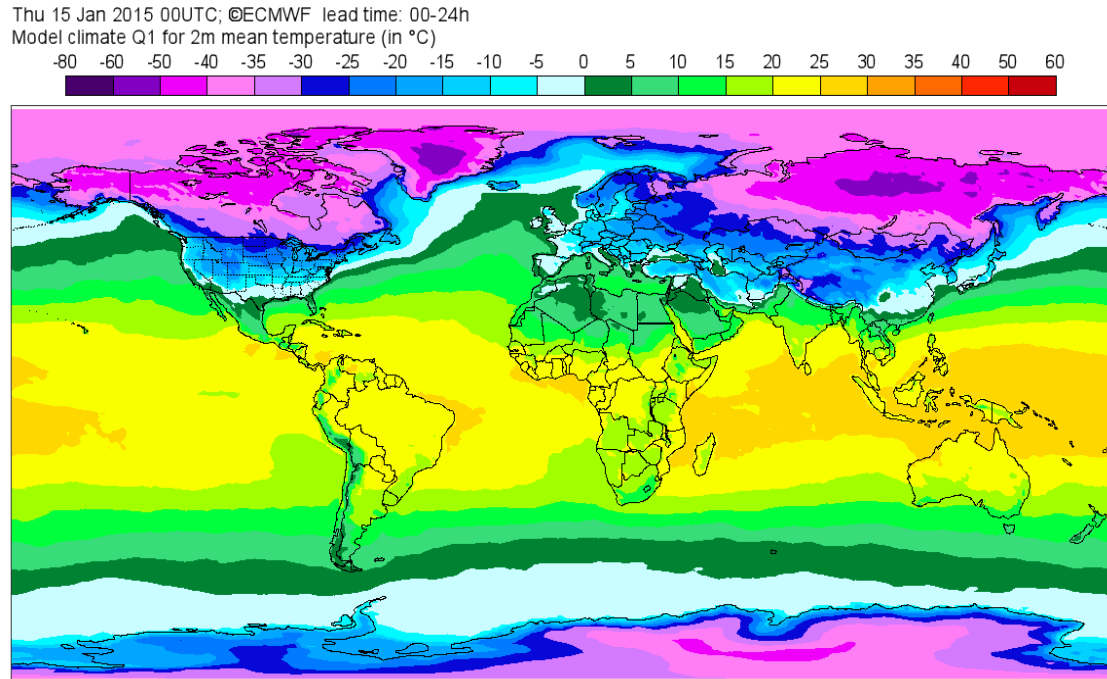 Thu 15 Jan 2015 00UTC; ©ECMWF lead time: 00-24h
Model climate Q1 for 2m mean temperature (in °C)
-80 -60 -50 -40 -35 -30 -25 -20 -15 -10 -5 0 5 10 15 20 25 30 35 40 50 60